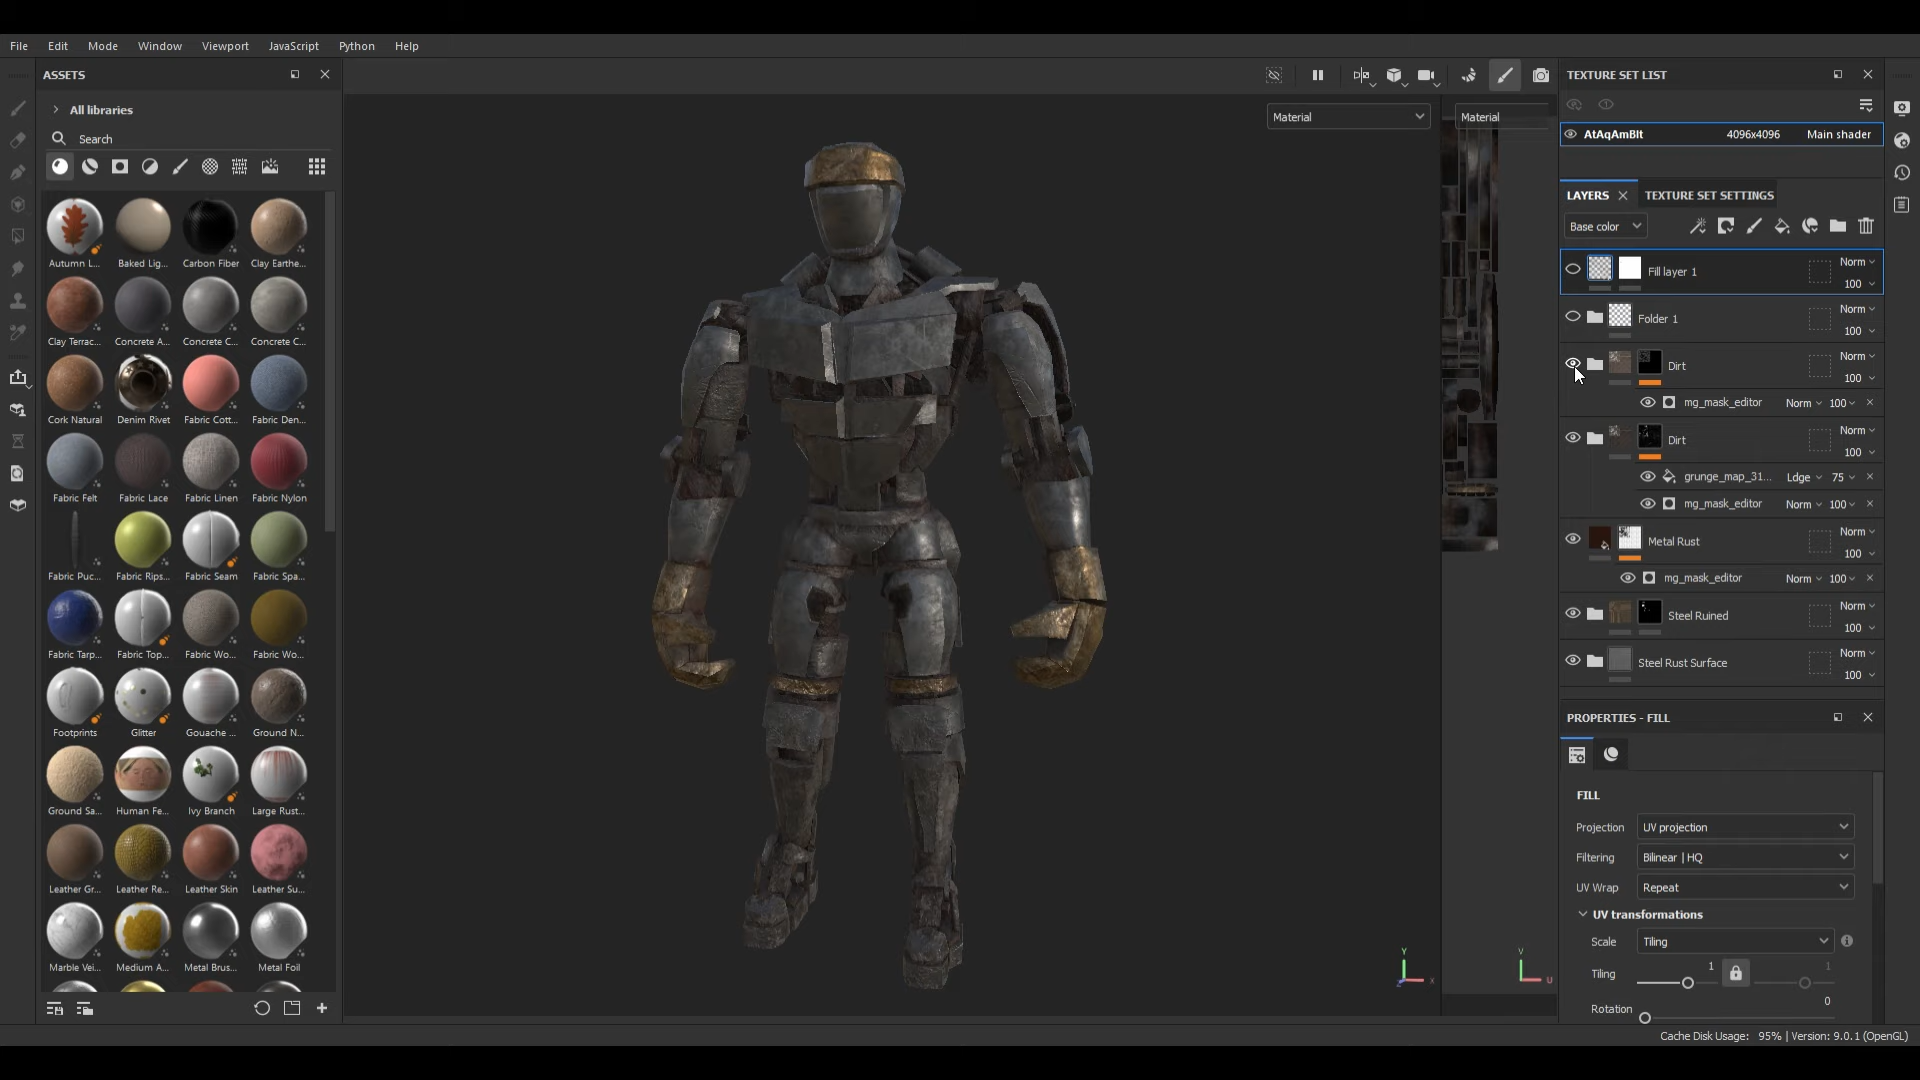 File Edit Mode Window Viewport JavaScript Python Help
ASSETS
All libraries
Search
Autumn L... Baked Lig... Carbon Fiber Clay Earthe...
Clay Terrac... Concrete A... Concrete C... Concrete C...
Cork Natural Denim Rivet Fabric Cott... Fabric Den...
Fabric Felt Fabric Lace Fabric Linen Fabric Nylon
Fabric Puc... Fabric Rips... Fabric Seam Fabric Spa...
Fabric Tarp... Fabric Top... Fabric Wo... Fabric Wo...
Footprints Glitter Gouache ... Ground N...
Ground Sa... Human Fe... Ivy Branch Large Rust...
Leather Gr... Leather Re... Leather Skin Leather Su...
Marble Vei... Medium A... Metal Brus... Metal Foil
Material
Material
Y
X
Z
V
U
TEXTURE SET LIST
AtAqAmBlt 4096x4096 Main shader
LAYERS TEXTURE SET SETTINGS
Base color
Fill layer 1 Norm 100
Folder 1 Norm 100
Dirt Norm 100
mg_mask_editor Norm 100
Dirt Norm 100
grunge_map_31... Ldge 75
mg_mask_editor Norm 100
Metal Rust Norm 100
mg_mask_editor Norm 100
Steel Ruined Norm 100
Steel Rust Surface Norm 100
PROPERTIES - FILL
FILL
Projection UV projection
Filtering Bilinear | HQ
UV Wrap Repeat
UV transformations
Scale Tiling
Tiling 1 1
Rotation 0
Cache Disk Usage: 95% | Version: 9.0.1 (OpenGL)